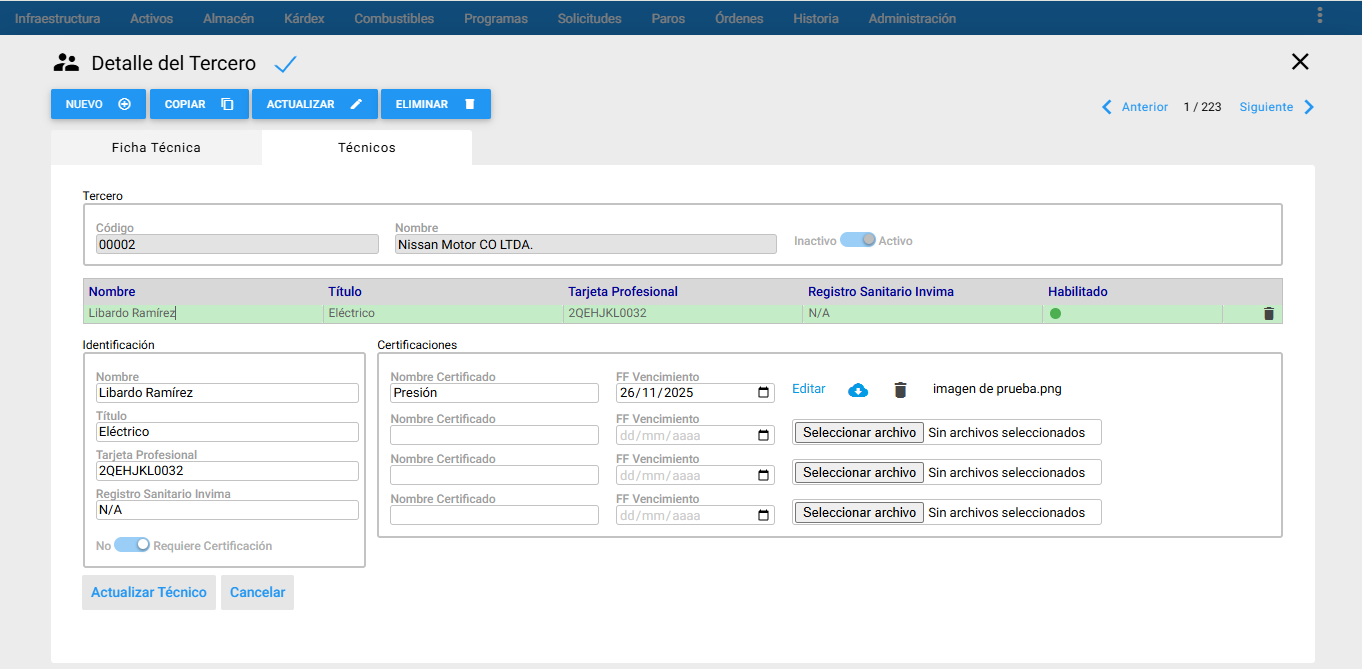 Infraestructura Activos Almacén Kárdex Combustibles Programas Solicitudes Paros Órdenes Historia Administración
Detalle del Tercero
NUEVO COPIAR ACTUALIZAR ELIMINAR
Anterior 1 / 223 Siguiente
Ficha Técnica Técnicos
Tercero
Código Nombre
00002 Nissan Motor CO LTDA. Inactivo Activo
Nombre Título Tarjeta Profesional Registro Sanitario Invima Habilitado
Libardo Ramírez Eléctrico 2QEHJKL0032 N/A
Identificación
Nombre
Libardo Ramírez
Título
Eléctrico
Tarjeta Profesional
2QEHJKL0032
Registro Sanitario Invima
N/A
No Requiere Certificación
Certificaciones
Nombre Certificado FF Vencimiento
Presión 26/11/2025 Editar imagen de prueba.png
Nombre Certificado FF Vencimiento
dd/mm/aaaa Seleccionar archivo Sin archivos seleccionados
Nombre Certificado FF Vencimiento
dd/mm/aaaa Seleccionar archivo Sin archivos seleccionados
Nombre Certificado FF Vencimiento
dd/mm/aaaa Seleccionar archivo Sin archivos seleccionados
Actualizar Técnico Cancelar